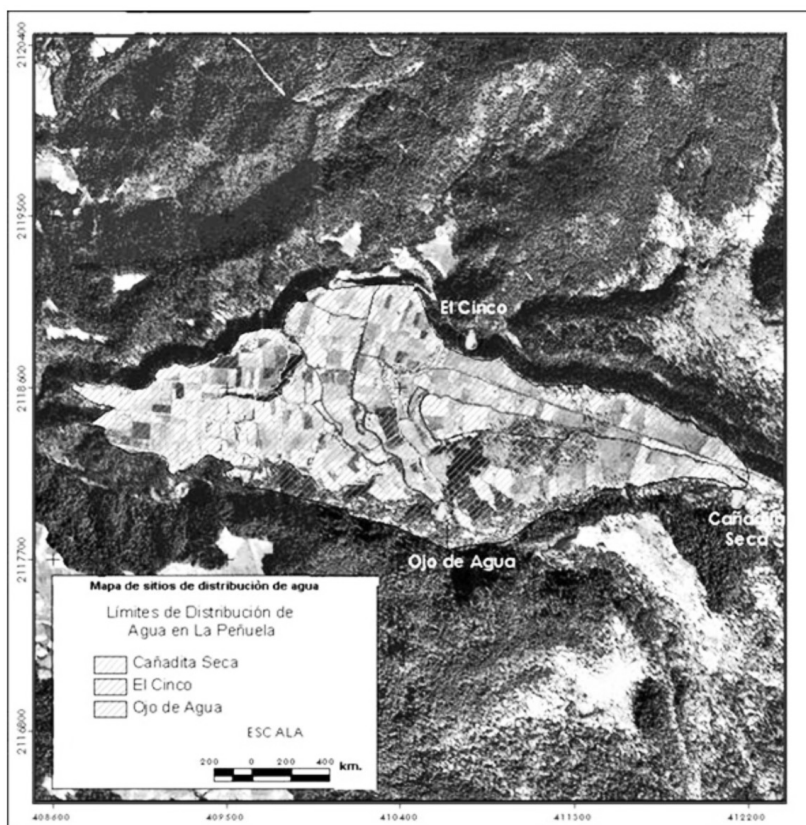 2120400
2119500
2118600
2117700
2116800
El Cinco
Cañadita
Seca
Ojo de Agua
Mapa de sitios de distribución de agua
Límites de Distribución de
Agua en La Peñuela
Cañadita Seca
El Cinco
Ojo de Agua
ESCALA
200 0 200 400 km.
408600 409500 410400 411300 412200